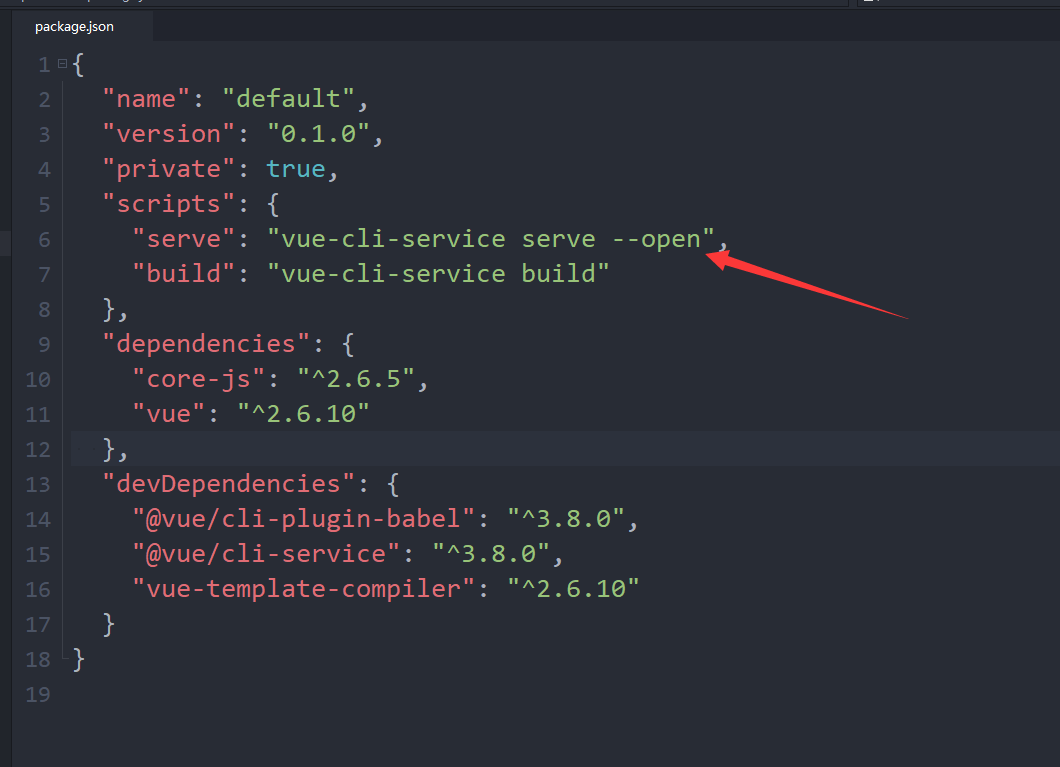 package.json
1 {
2 "name": "default",
3 "version": "0.1.0",
4 "private": true,
5 "scripts": {
6 "serve": "vue-cli-service serve --open",
7 "build": "vue-cli-service build"
8 },
9 "dependencies": {
10 "core-js": "^2.6.5",
11 "vue": "^2.6.10"
12 },
13 "devDependencies": {
14 "@vue/cli-plugin-babel": "^3.8.0",
15 "@vue/cli-service": "^3.8.0",
16 "vue-template-compiler": "^2.6.10"
17 }
18 }
19